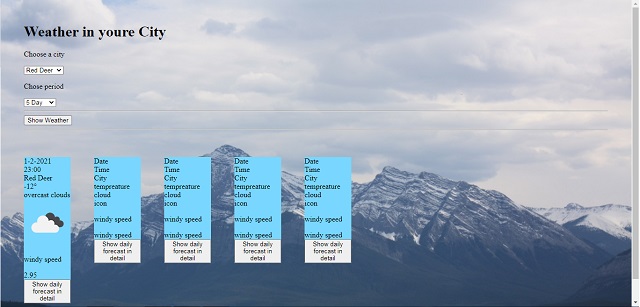 Weather in youre City
Choose a city
Red Deer
Chose period
5 Day
Show Weather
1-2-2021
23:00
Red Deer
-12°
overcast clouds
windy speed
2.95
Show daily
forecast in
detail
Date
Time
City
tempreature
cloud
icon
windy speed
windy speed
Show daily
forecast in
detail
Date
Time
City
tempreature
cloud
icon
windy speed
windy speed
Show daily
forecast in
detail
Date
Time
City
tempreature
cloud
icon
windy speed
windy speed
Show daily
forecast in
detail
Date
Time
City
tempreature
cloud
icon
windy speed
windy speed
Show daily
forecast in
detail